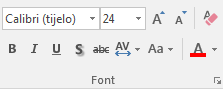 Calibri (tijelo) 24 A A A
B I U S abc AV Aa A
Font